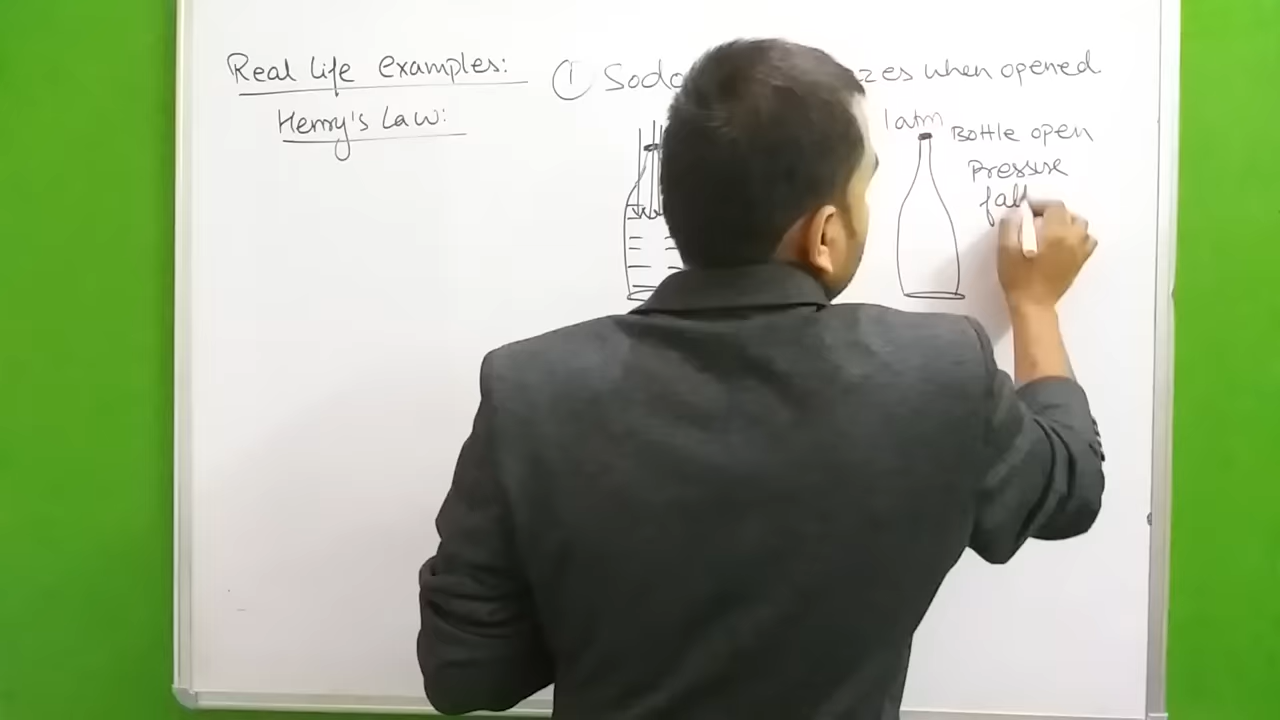 Real life examples:
Henry's Law:
① Soda zes when opened
1 atm
Bottle open
Pressure
fall